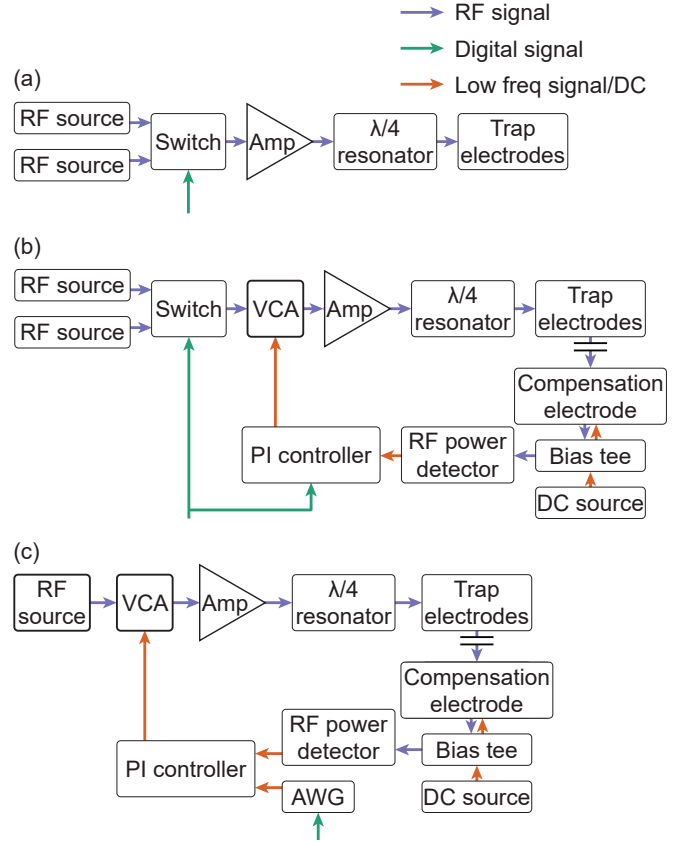 RF signal
Digital signal
Low freq signal/DC
(a)
RF source
RF source
Switch
Amp
λ/4
resonator
Trap
electrodes
(b)
RF source
RF source
Switch
VCA
Amp
λ/4
resonator
Trap
electrodes
Compensation
electrode
PI controller
RF power
detector
Bias tee
DC source
(c)
RF
source
VCA
Amp
λ/4
resonator
Trap
electrodes
Compensation
electrode
PI controller
RF power
detector
Bias tee
AWG
DC source